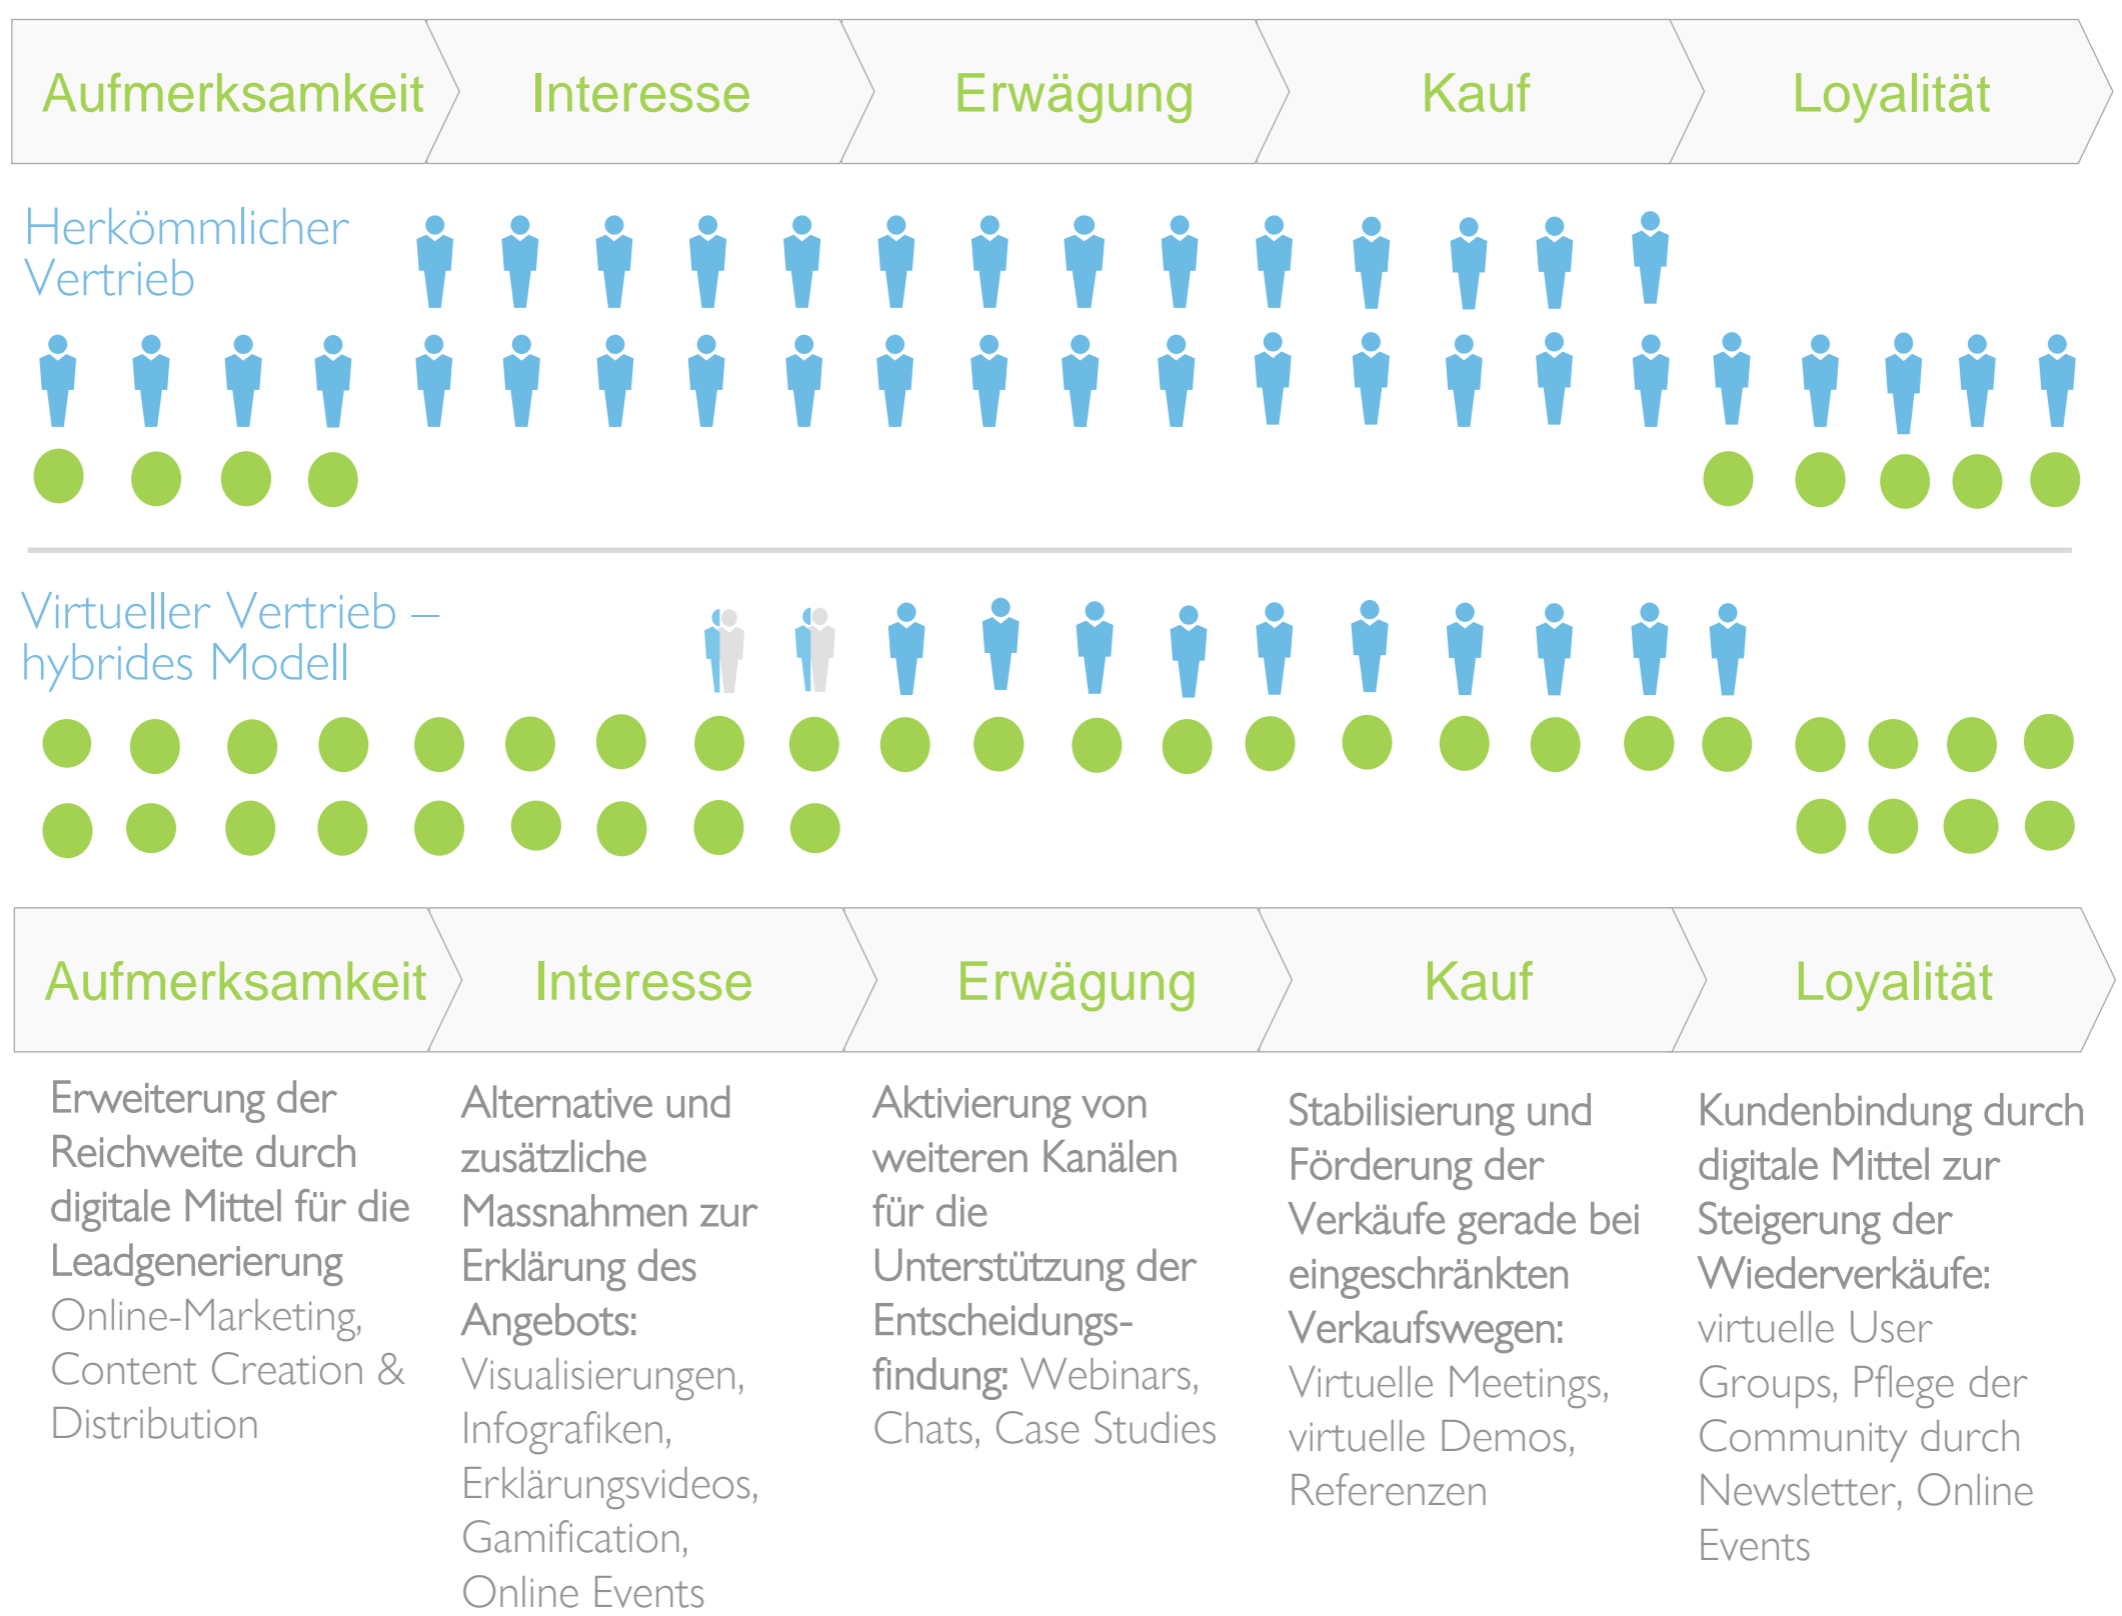 Aufmerksamkeit
Interesse
Erwägung
Kauf
Loyalität
Herkömmlicher
Vertrieb
Virtueller Vertrieb –
hybrides Modell
Aufmerksamkeit
Interesse
Erwägung
Kauf
Loyalität
Erweiterung der
Reichweite durch
digitale Mittel für die
Leadgenerierung
Online-Marketing,
Content Creation &
Distribution
Alternative und
zusätzliche
Massnahmen zur
Erklärung des
Angebots:
Visualisierungen,
Infografiken,
Erklärungsvideos,
Gamification,
Online Events
Aktivierung von
weiteren Kanälen
für die
Unterstützung der
Entscheidungs-
findung: Webinars,
Chats, Case Studies
Stabilisierung und
Förderung der
Verkäufe gerade bei
eingeschränkten
Verkaufswegen:
Virtuelle Meetings,
virtuelle Demos,
Referenzen
Kundenbindung durch
digitale Mittel zur
Steigerung der
Wiederverkäufe:
virtuelle User
Groups, Pflege der
Community durch
Newsletter, Online
Events